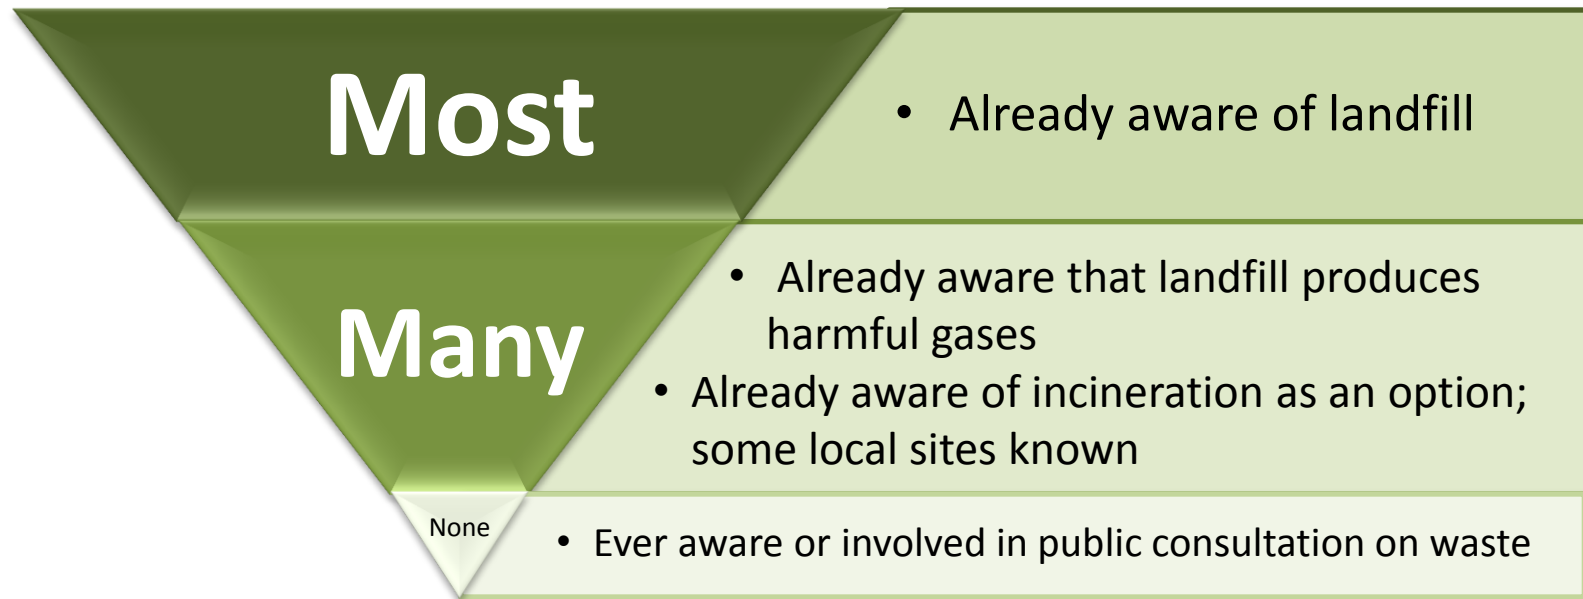 Most
• Already aware of landfill
Many
• Already aware that landfill produces
harmful gases
• Already aware of incineration as an option;
some local sites known
None
• Ever aware or involved in public consultation on waste